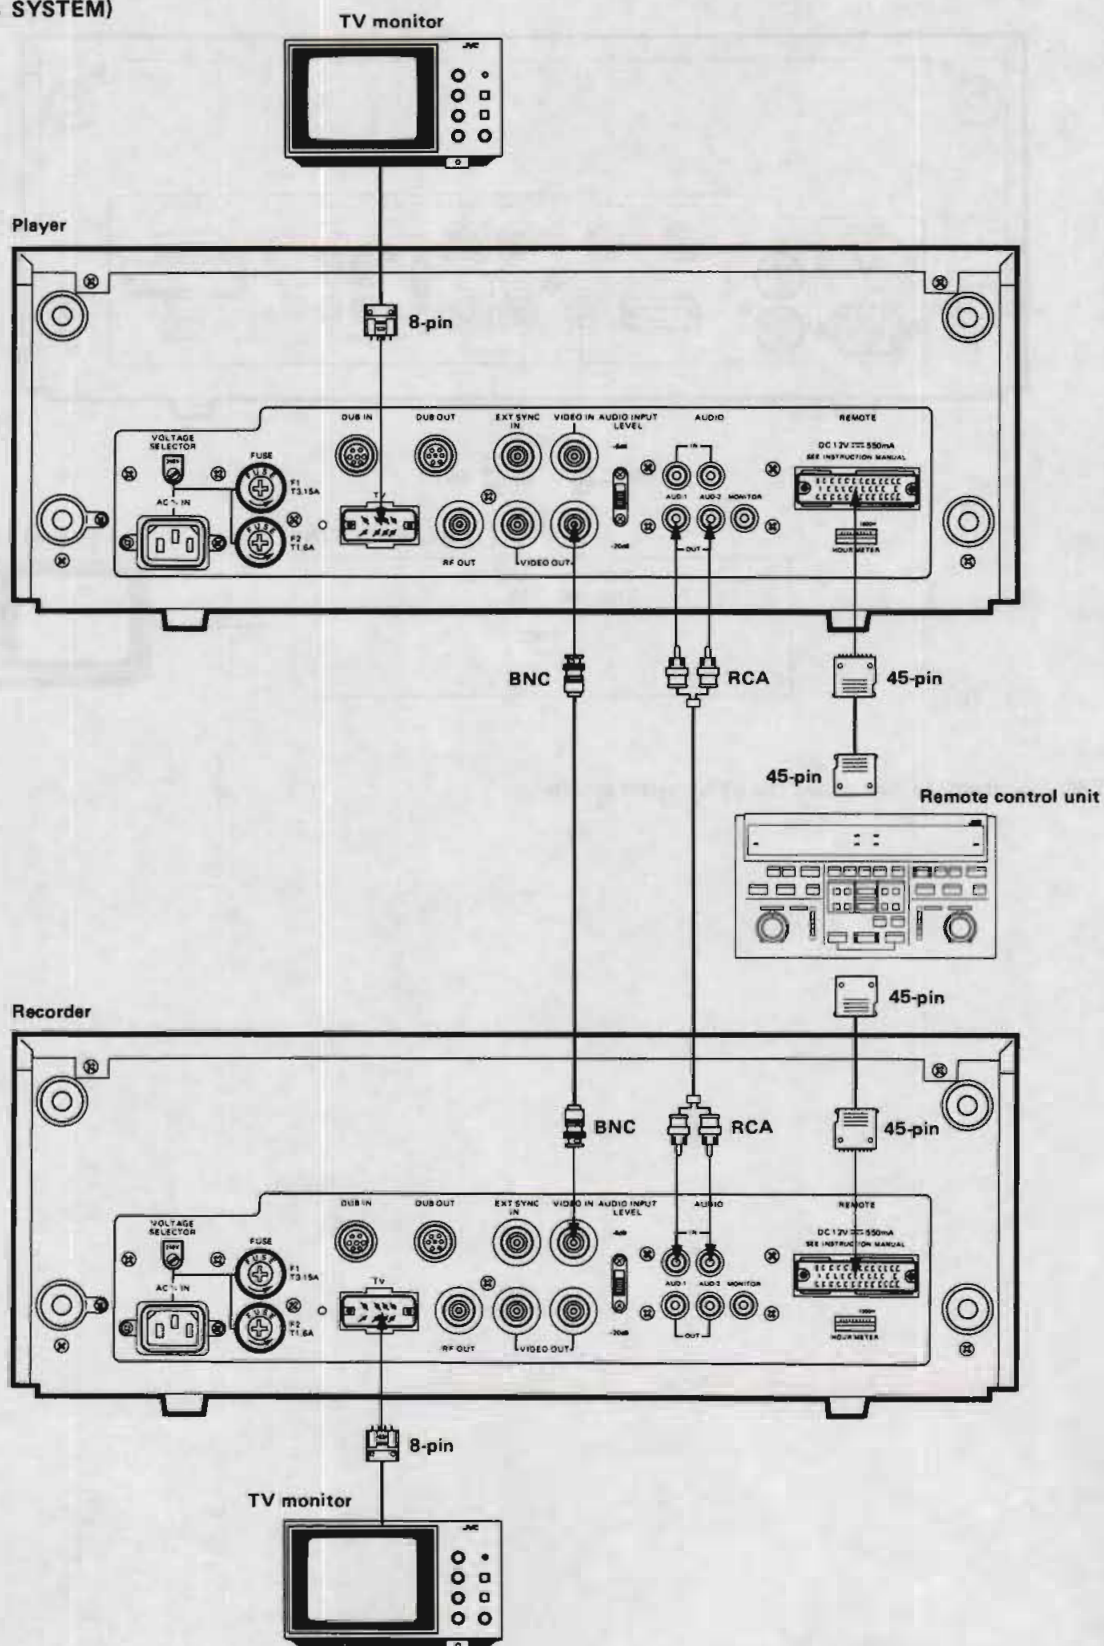 SYSTEM)
TV monitor
JVC
Player
8-pin
DUB IN DUB OUT EXT SYNC IN VIDEO IN AUDIO INPUT LEVEL AUDIO REMOTE
VOLTAGE SELECTOR
FUSE
-6dB
IN
DC 12V 550mA
SEE INSTRUCTION MANUAL
FUSE
F1
T3.15A
AC IN
TV
AUD-1 AUD-2 MONITOR
FUSE
F2
T1.6A
-20dB
OUT
HOUR METER
RF OUT
VIDEO OUT
BNC
RCA
45-pin
45-pin
Remote control unit
45-pin
Recorder
BNC
RCA
45-pin
DUB IN DUB OUT EXT SYNC IN VIDEO IN AUDIO INPUT LEVEL AUDIO REMOTE
VOLTAGE SELECTOR
FUSE
IN
DC 12V 550mA
SEE INSTRUCTION MANUAL
FUSE
F1
T3.15A
AC IN
TV
AUD-1 AUD-2 MONITOR
FUSE
F2
T1.6A
-20dB
OUT
HOUR METER
RF OUT
VIDEO OUT
8-pin
TV monitor
JVC